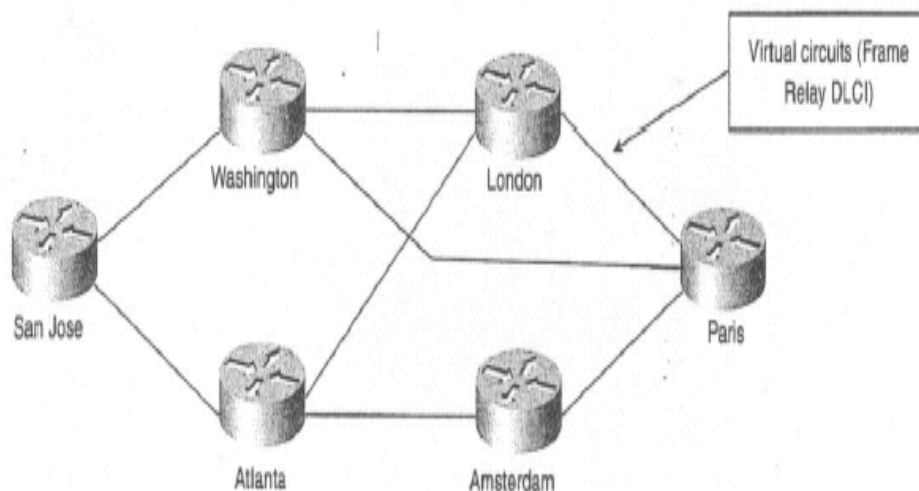 Virtual circuits (Frame
Relay DLCI)
Washington
London
San Jose
Paris
Atlanta
Amsterdam